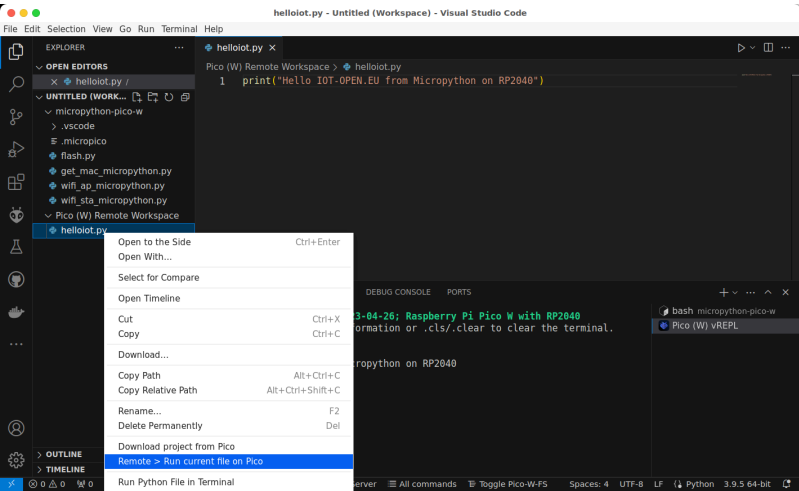 helloiot.py - Untitled (Workspace) - Visual Studio Code
File Edit Selection View Go Run Terminal Help
EXPLORER
helloiot.py
OPEN EDITORS
helloiot.py /
UNTITLED (WORK...
micropython-pico-w
.vscode
.micropico
flash.py
get_mac_micropython.py
wifi_ap_micropython.py
wifi_sta_micropython.py
Pico (W) Remote Workspace
helloiot.py
Pico (W) Remote Workspace > helloiot.py
1 print("Hello IOT-OPEN.EU from Micropython on RP2040")
Open to the Side Ctrl+Enter
Open With...
Select for Compare
Open Timeline
Cut Ctrl+X
Copy Ctrl+C
Download...
Copy Path Alt+Ctrl+C
Copy Relative Path Alt+Ctrl+Shift+C
Rename... F2
Delete Permanently Del
Download project from Pico
Remote > Run current file on Pico
Run Python File in Terminal
DEBUG CONSOLE PORTS
3-04-26; Raspberry Pi Pico W with RP2040
ormation or .cls/.clear to clear the terminal.
cropython on RP2040
bash micropython-pico-w
Pico (W) vREPL
OUTLINE
TIMELINE
0 0 0 erver All commands Toggle Pico-W-FS Spaces: 4 UTF-8 LF Python 3.9.5 64-bit